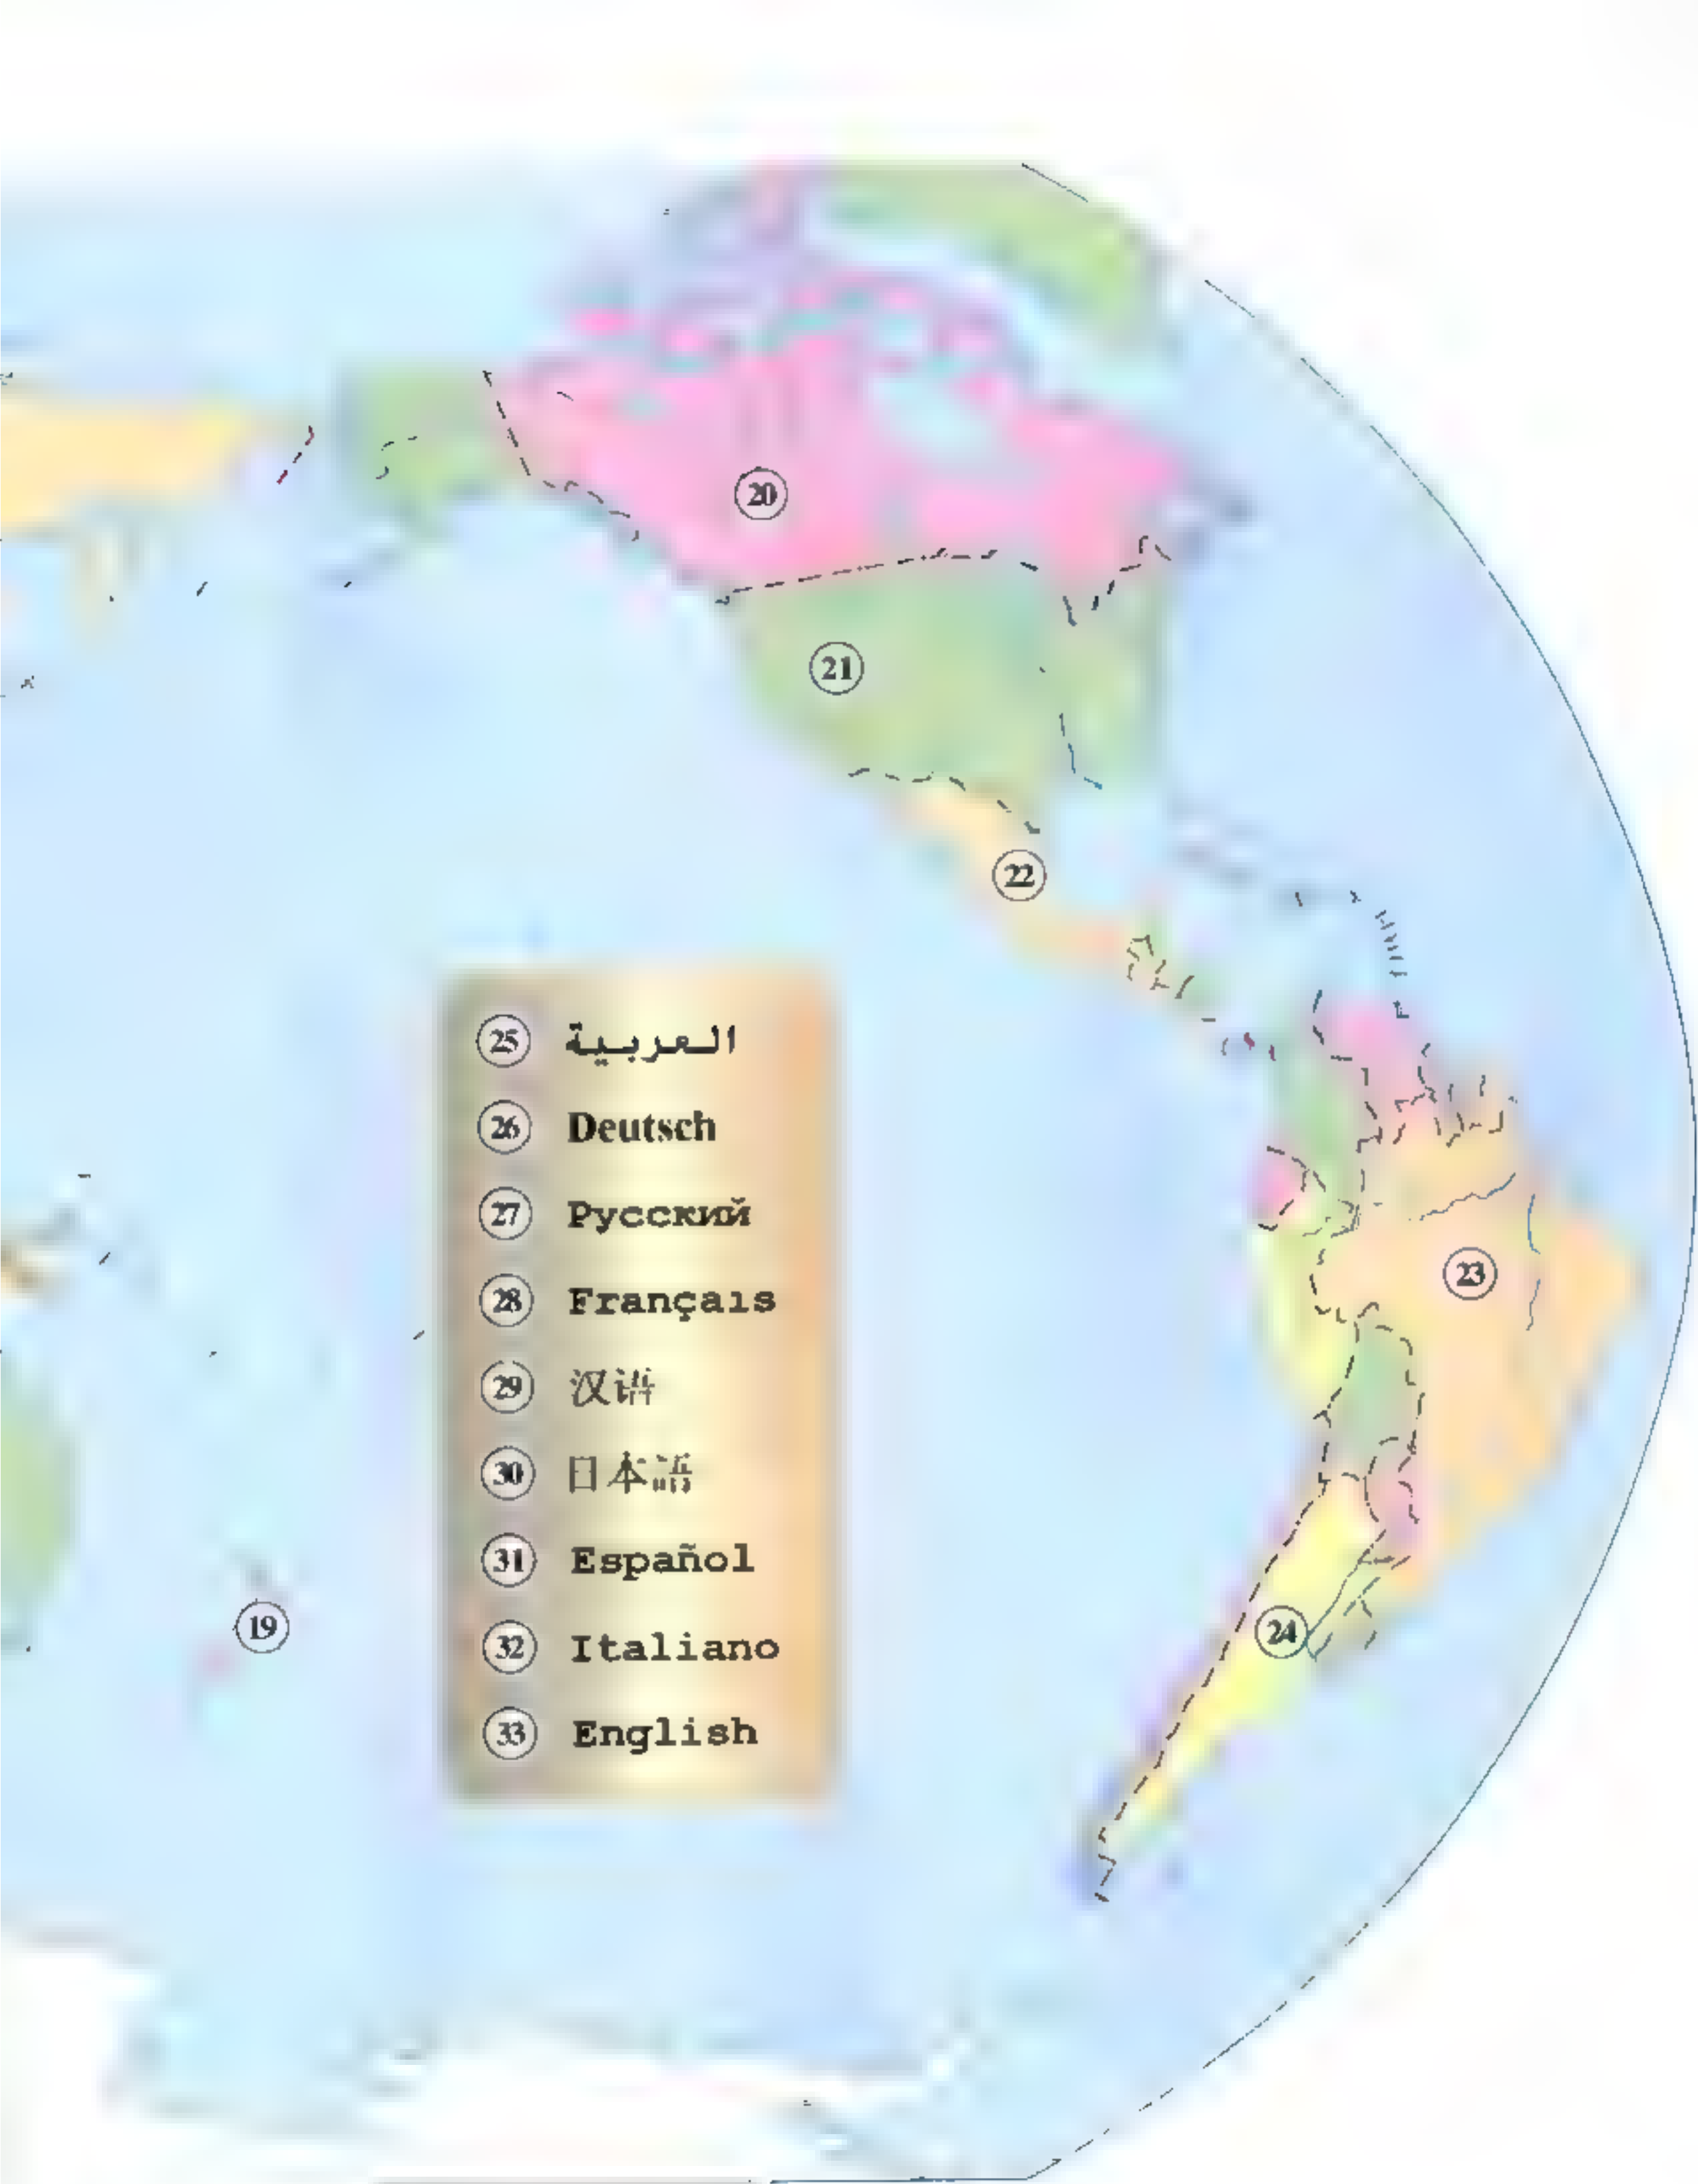 ⑳
㉑
㉒
㉕ العربية
㉖ Deutsch
㉗ Русский
㉓
㉘ Français
㉙ 汉语
㉚ 日本語
㉛ Español
⑲
㉔
㉜ Italiano
㉝ English